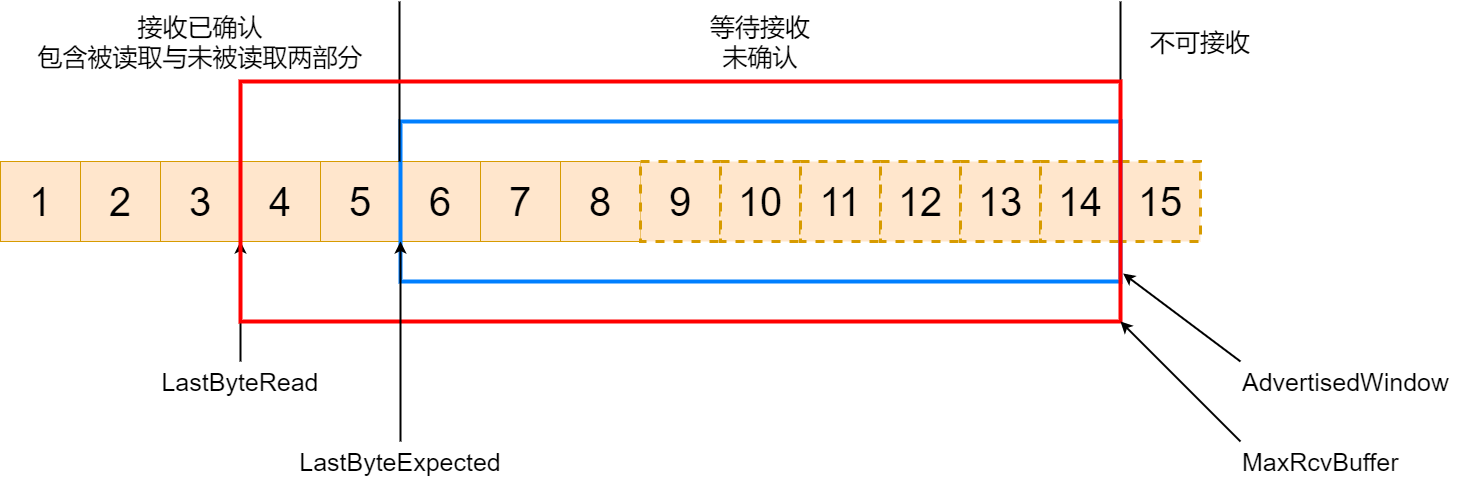 接收已确认
包含被读取与未被读取两部分
等待接收
未确认
不可接收
1 2 3 4 5 6 7 8 9 10 11 12 13 14 15
LastByteRead
AdvertisedWindow
LastByteExpected
MaxRcvBuffer